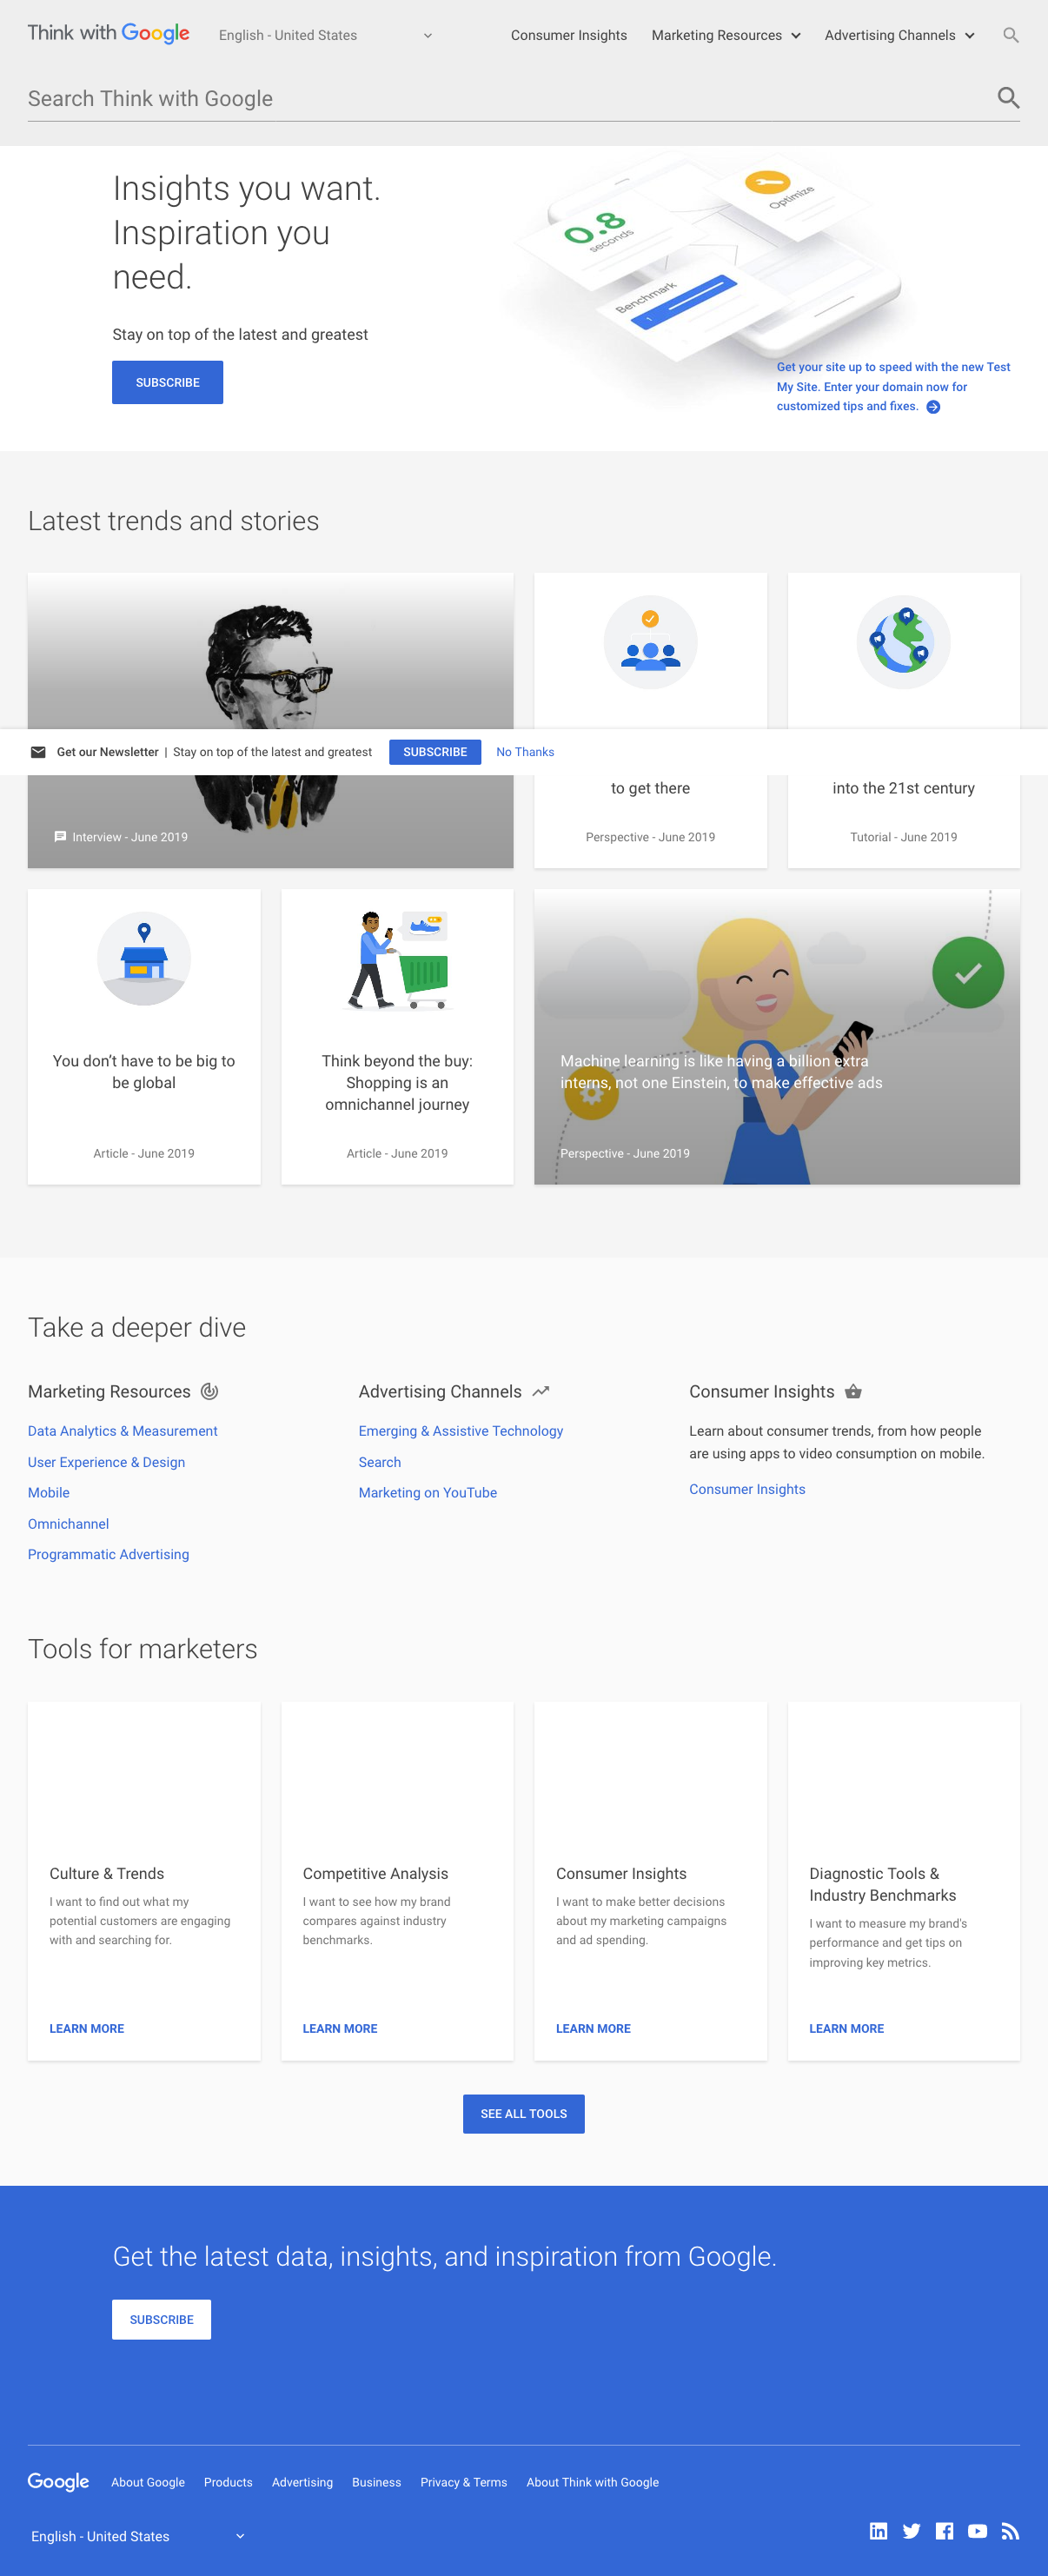 Think with Google
English - United States
Consumer Insights
Marketing Resources
Advertising Channels
Search Think with Google
Insights you want.
Inspiration you
need.
Stay on top of the latest and greatest
SUBSCRIBE
0.8
seconds
Optimize
Benchmark
Get your site up to speed with the new Test
My Site. Enter your domain now for
customized tips and fixes.
Latest trends and stories
Get our Newsletter | Stay on top of the latest and greatest
SUBSCRIBE
No Thanks
Interview - June 2019
to get there
Perspective - June 2019
into the 21st century
Tutorial - June 2019
You don’t have to be big to
be global
Article - June 2019
Think beyond the buy:
Shopping is an
omnichannel journey
Article - June 2019
Machine learning is like having a billion extra
interns, not one Einstein, to make effective ads
Perspective - June 2019
Take a deeper dive
Marketing Resources
Data Analytics & Measurement
User Experience & Design
Mobile
Omnichannel
Programmatic Advertising
Advertising Channels
Emerging & Assistive Technology
Search
Marketing on YouTube
Consumer Insights
Learn about consumer trends, from how people
are using apps to video consumption on mobile.
Consumer Insights
Tools for marketers
Culture & Trends
I want to find out what my
potential customers are engaging
with and searching for.
LEARN MORE
Competitive Analysis
I want to see how my brand
compares against industry
benchmarks.
LEARN MORE
Consumer Insights
I want to make better decisions
about my marketing campaigns
and ad spending.
LEARN MORE
Diagnostic Tools &
Industry Benchmarks
I want to measure my brand's
performance and get tips on
improving key metrics.
LEARN MORE
SEE ALL TOOLS
Get the latest data, insights, and inspiration from Google.
SUBSCRIBE
Google
About Google
Products
Advertising
Business
Privacy & Terms
About Think with Google
English - United States